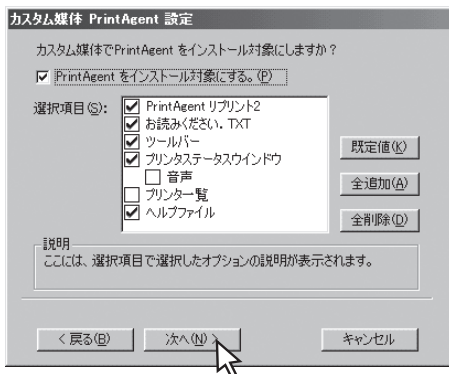 カスタム媒体 PrintAgent 設定
カスタム媒体でPrintAgent をインストール対象にしますか？
PrintAgent をインストール対象にする。(P)
選択項目(S):
PrintAgent リプリント2
お読みください．TXT
ツールバー
プリンタステータスウインドウ
音声
プリンター覧
ヘルプファイル
既定値(K)
全追加(A)
全削除(D)
説明
ここには、選択項目で選択したオプションの説明が表示されます。
< 戻る(B)
次へ(N) >
キャンセル